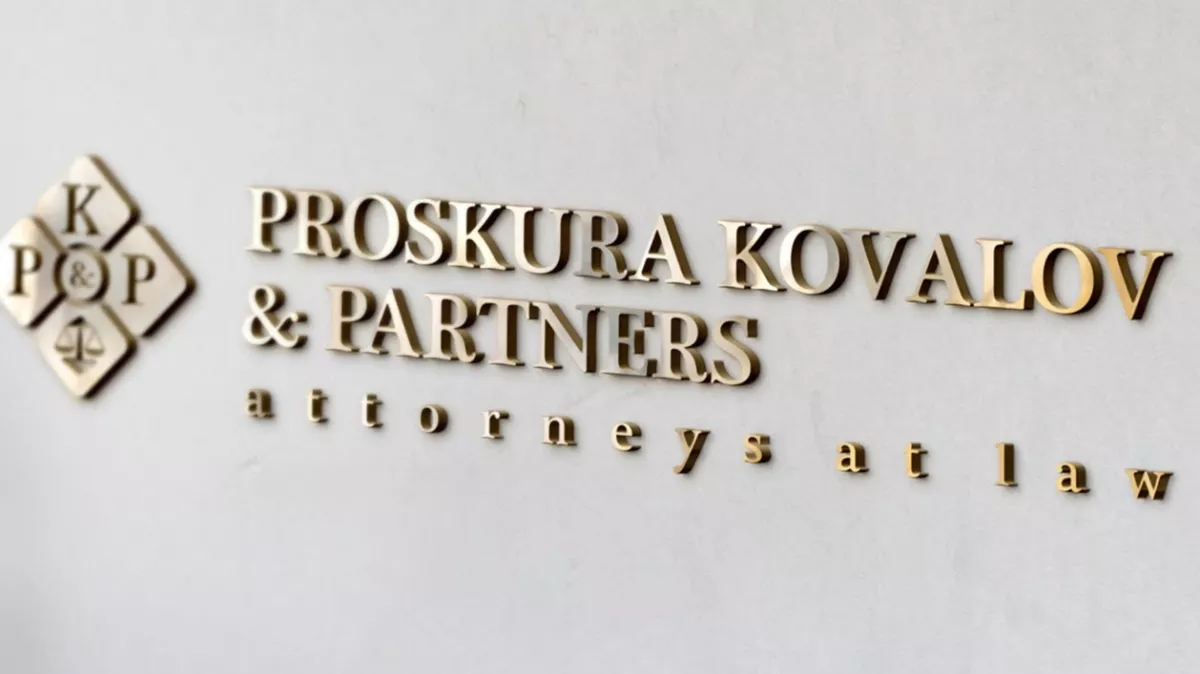 K
P & P
PROSKURA KOVALOV
& PARTNERS
attorneys at law